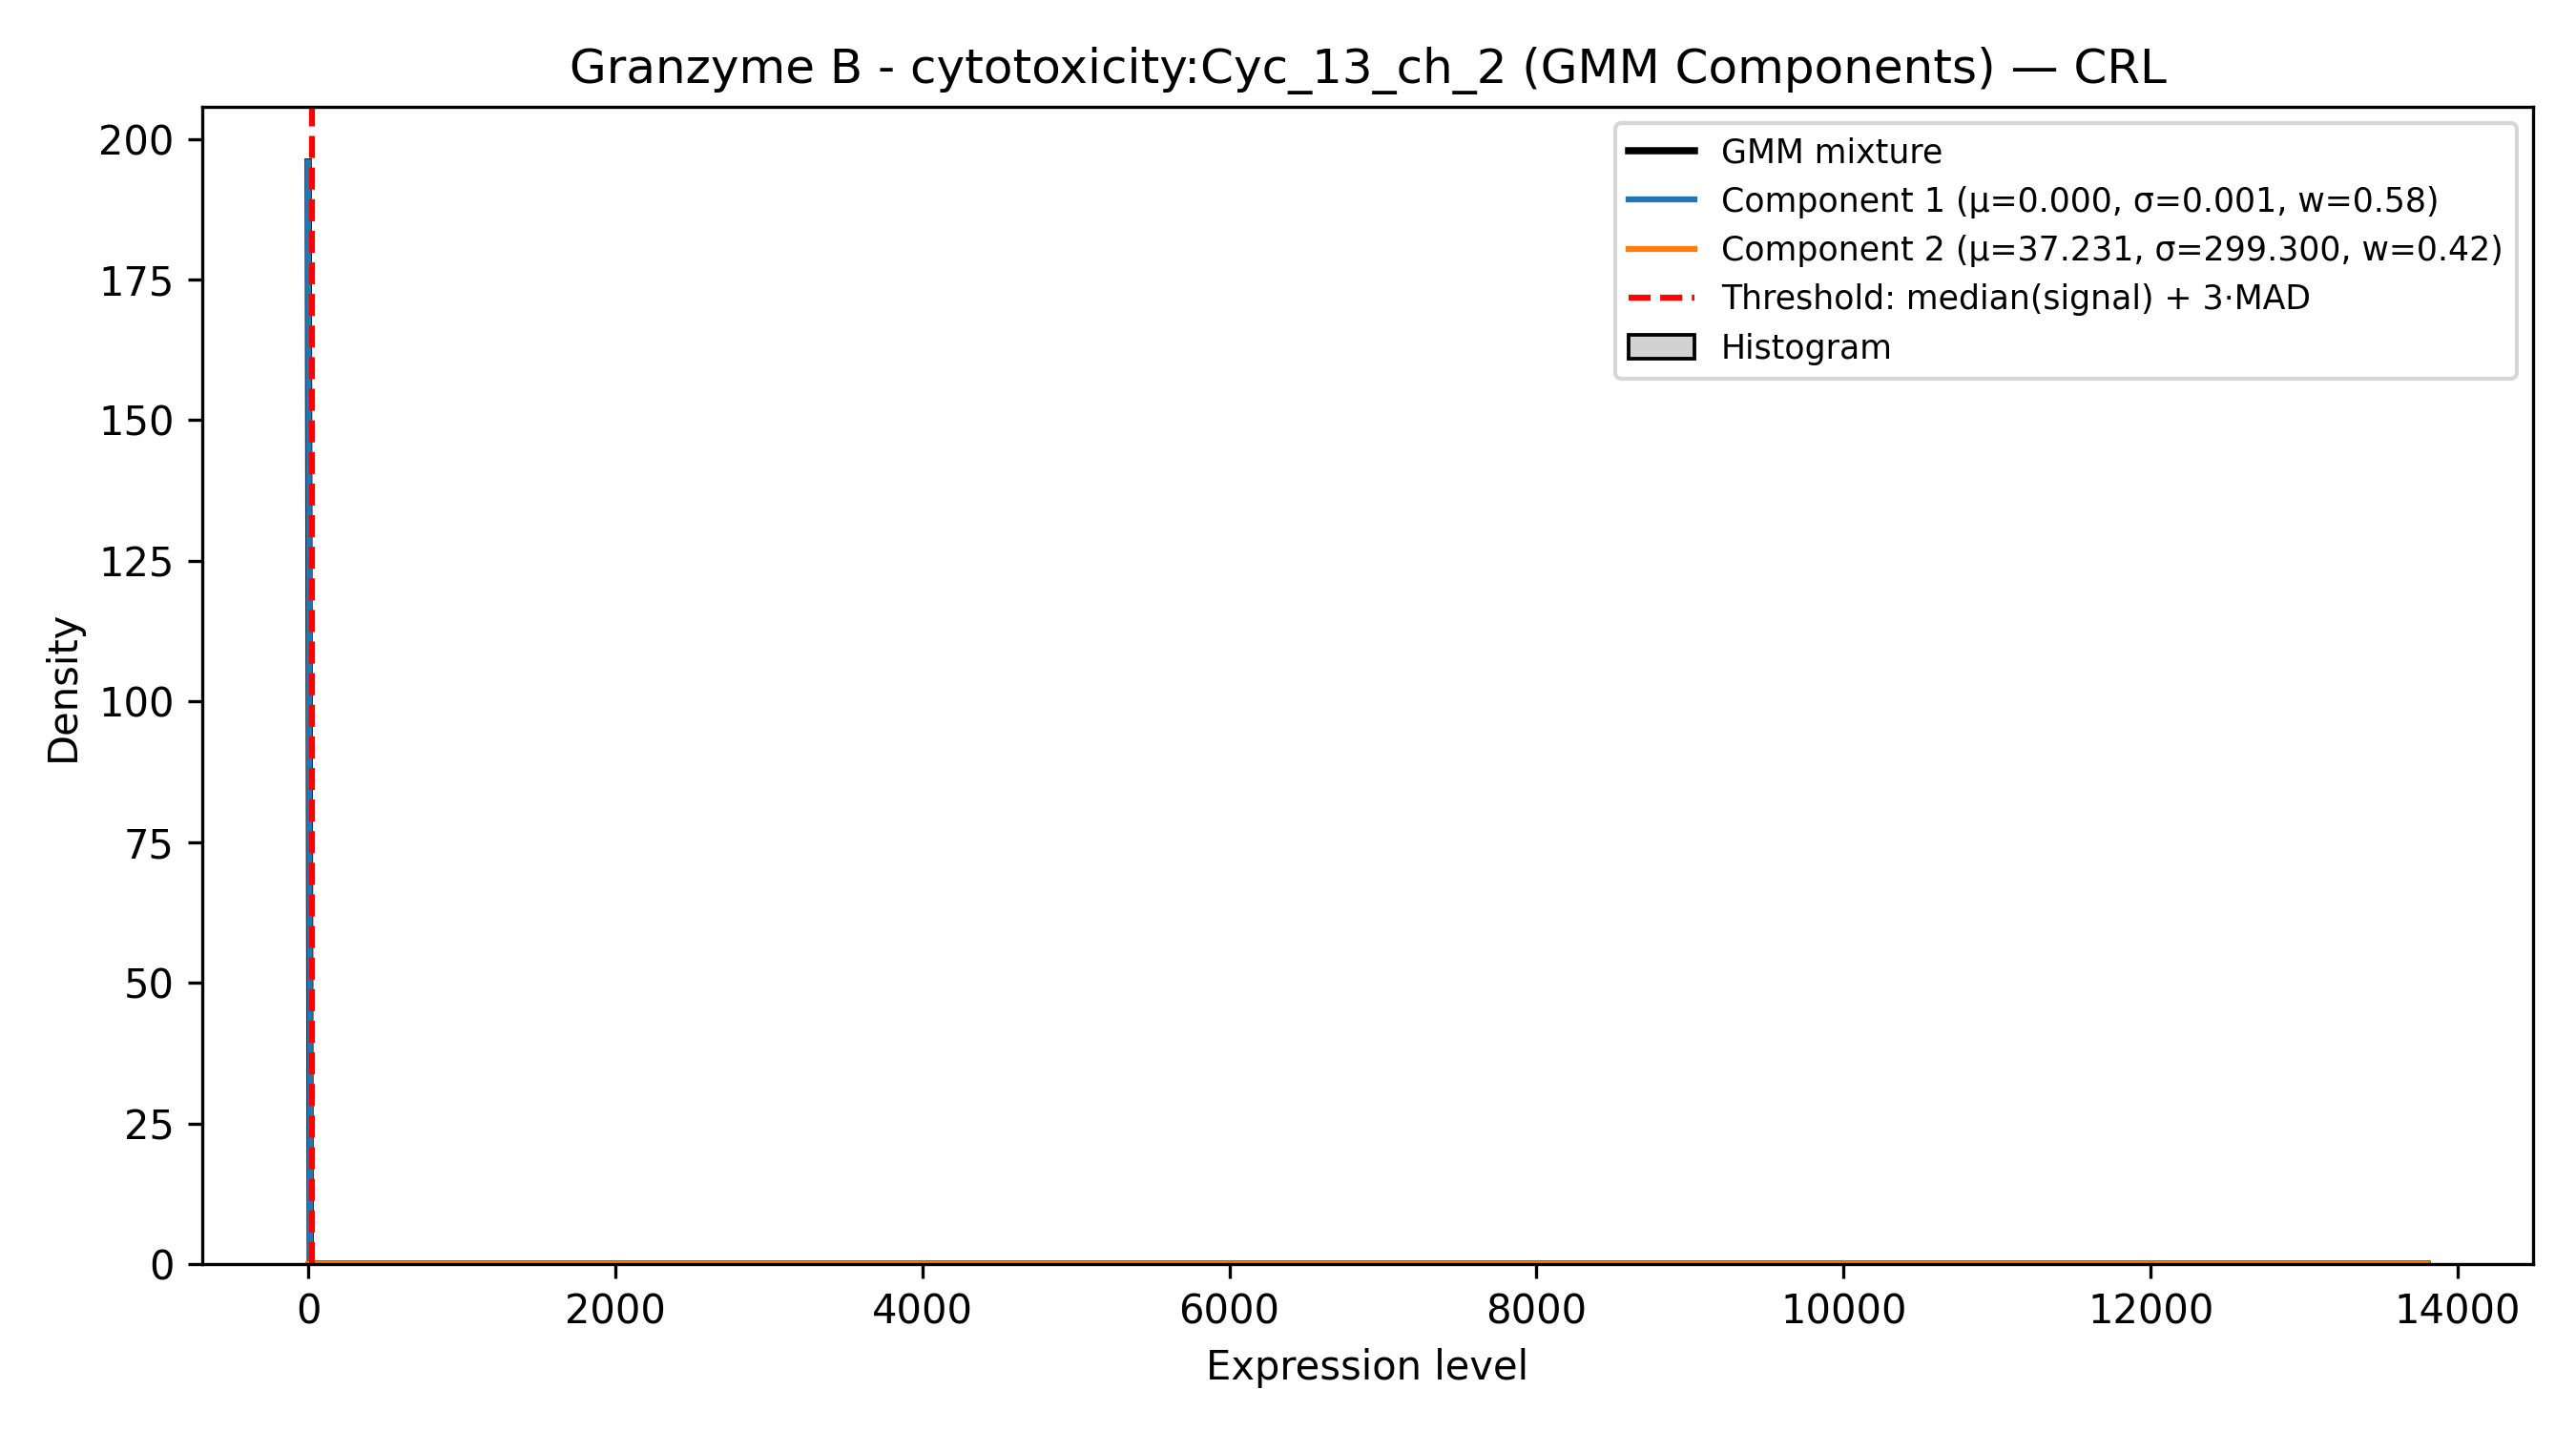 Granzyme B - cytotoxicity:Cyc_13_ch_2 (GMM Components) — CRL
GMM mixture
Component 1 (μ=0.000, σ=0.001, w=0.58)
Component 2 (μ=37.231, σ=299.300, w=0.42)
Threshold: median(signal) + 3·MAD
Histogram
Density
200
175
150
125
100
75
50
25
0
0 2000 4000 6000 8000 10000 12000 14000
Expression level